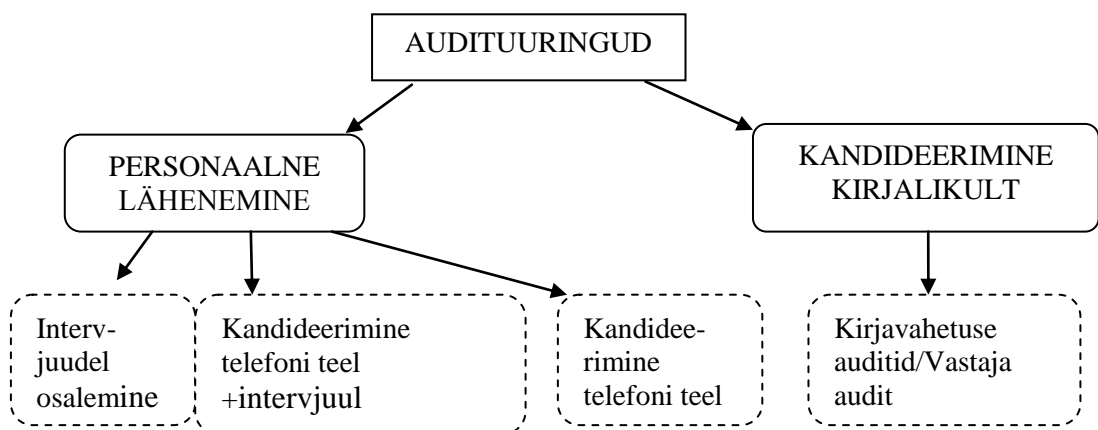 AUDITUURINGUD
PERSONAALNE
LÄHENEMINE
KANDIDEERIMINE
KIRJALIKULT
Interv-
juudel
osalemine
Kandideerimine
telefoni teel
+intervjuul
Kandidee-
rimine
telefoni teel
Kirjavahetuse
auditid/Vastaja
audit